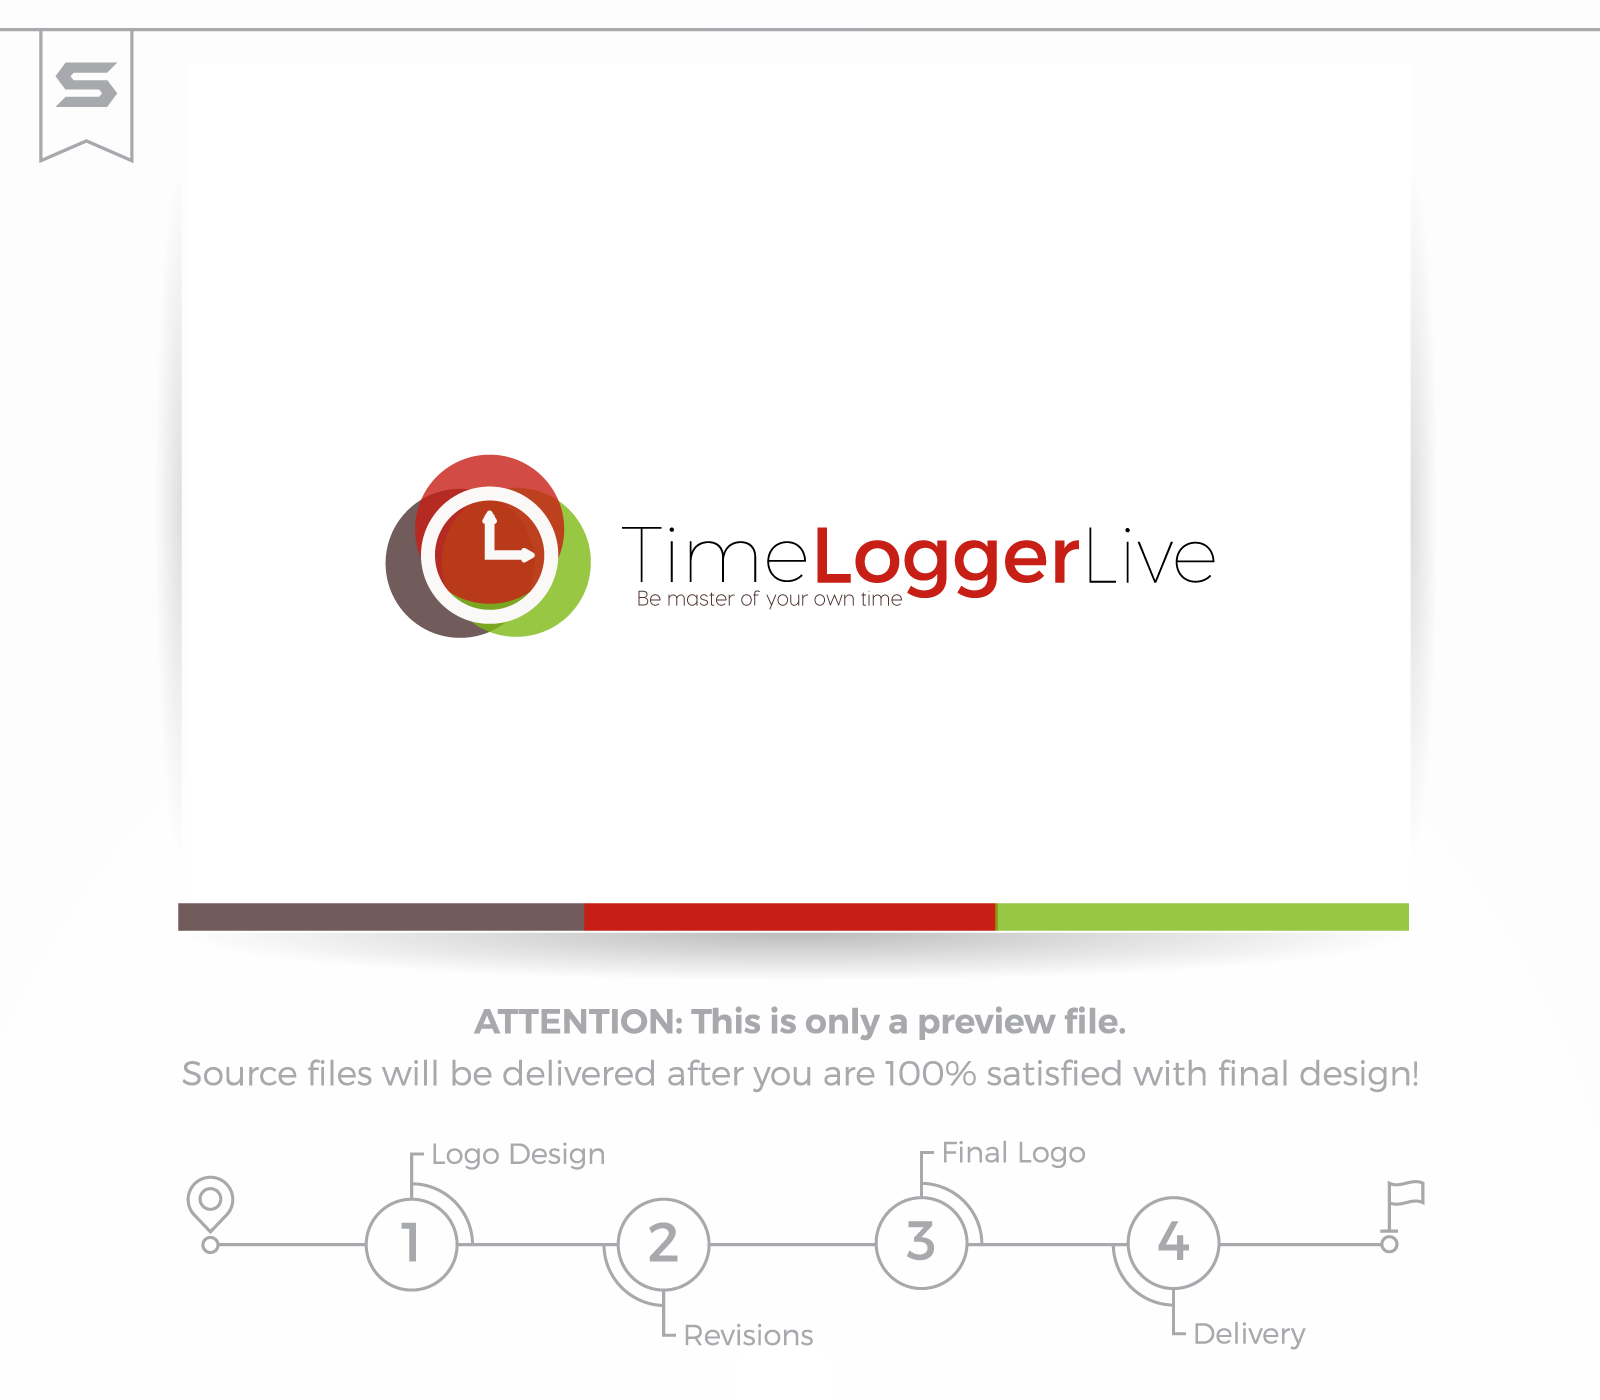 S
TimeLoggerLive
Be master of your own time
ATTENTION: This is only a preview file.
Source files will be delivered after you are 100% satisfied with final design!
Logo Design
Final Logo
1
2
3
4
Revisions
Delivery